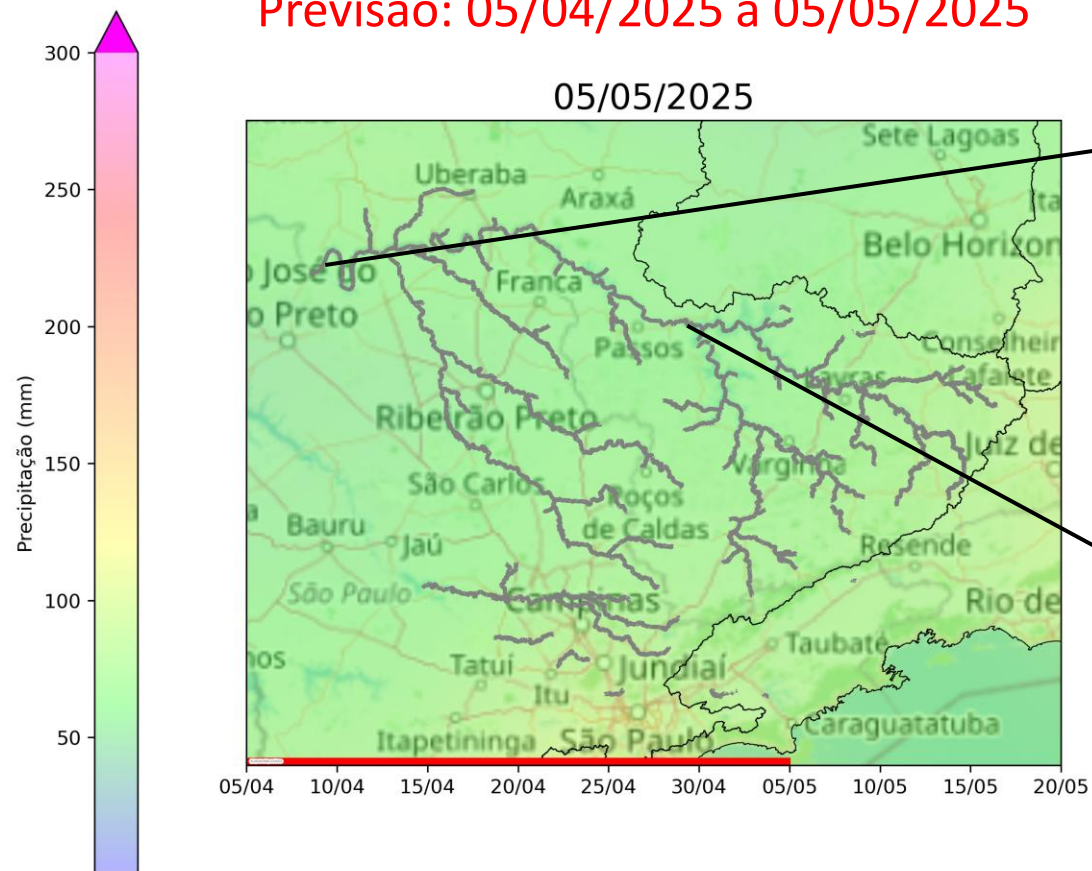 Previsão: 05/04/2025 a 05/05/2025
05/05/2025
300
250
200
150
100
50
Precipitação (mm)
Sete Lagoas
Uberaba
Araxá
Ita
Belo Horizon
o José do
o Preto
Franca
Passos
Conselheir
Lafaiete
Lavras
Ribeirão Preto
Juiz de
Varginha
São Carlos
Poços
de Caldas
a
Bauru
Jaú
Resende
São Paulo
Campinas
Rio de
Taubaté
nos
Tatuí
Jundiaí
Itu
Caraguatatuba
Itapetininga
São Paulo
05/04 10/04 15/04 20/04 25/04 30/04 05/05 10/05 15/05 20/05